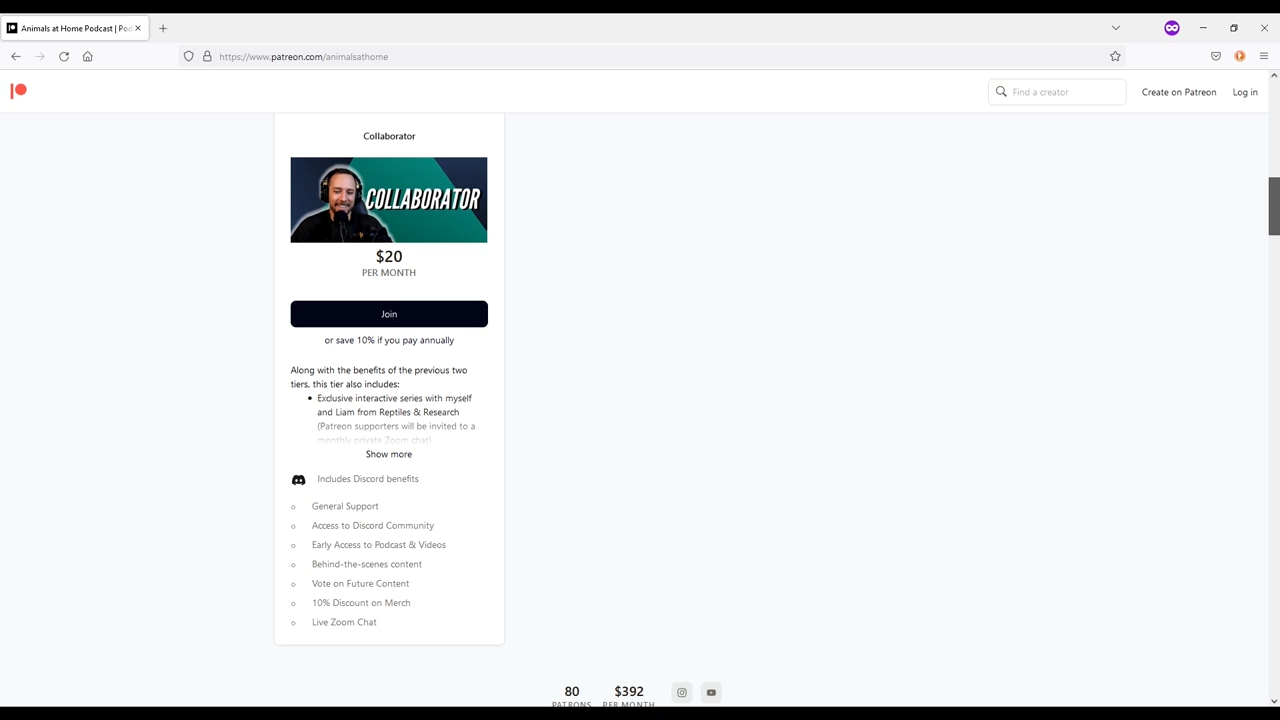 Animals at Home Podcast | Pod
https://www.patreon.com/animalsathome
Find a creator
Create on Patreon
Log in
Collaborator
COLLABORATOR
$20
PER MONTH
Join
or save 10% if you pay annually
Along with the benefits of the previous two
tiers, this tier also includes:
Exclusive interactive series with myself
and Liam from Reptiles & Research
(Patreon supporters will be invited to a
monthly private Zoom chat)
Show more
Includes Discord benefits
General Support
Access to Discord Community
Early Access to Podcast & Videos
Behind-the-scenes content
Vote on Future Content
10% Discount on Merch
Live Zoom Chat
80
$392
PATRONS
PER MONTH